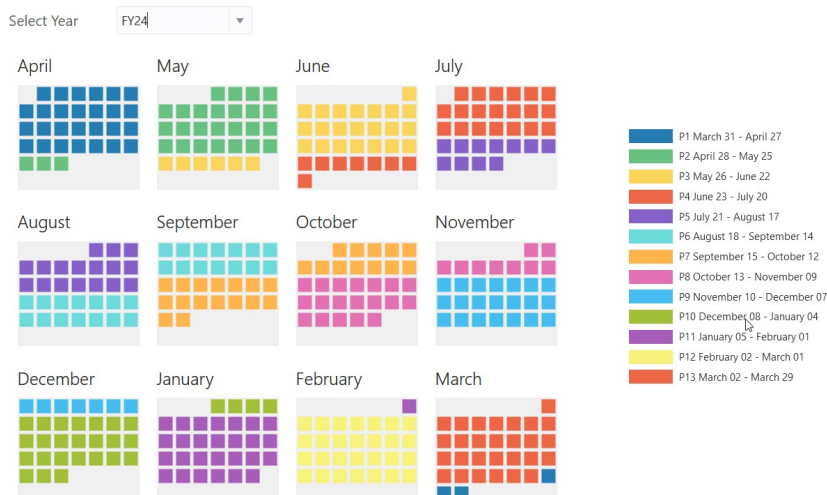 Select Year FY24
April May June July
August September October November
December January February March
P1 March 31 - April 27
P2 April 28 - May 25
P3 May 26 - June 22
P4 June 23 - July 20
P5 July 21 - August 17
P6 August 18 - September 14
P7 September 15 - October 12
P8 October 13 - November 09
P9 November 10 - December 07
P10 December 08 - January 04
P11 January 05 - February 01
P12 February 02 - March 01
P13 March 02 - March 29